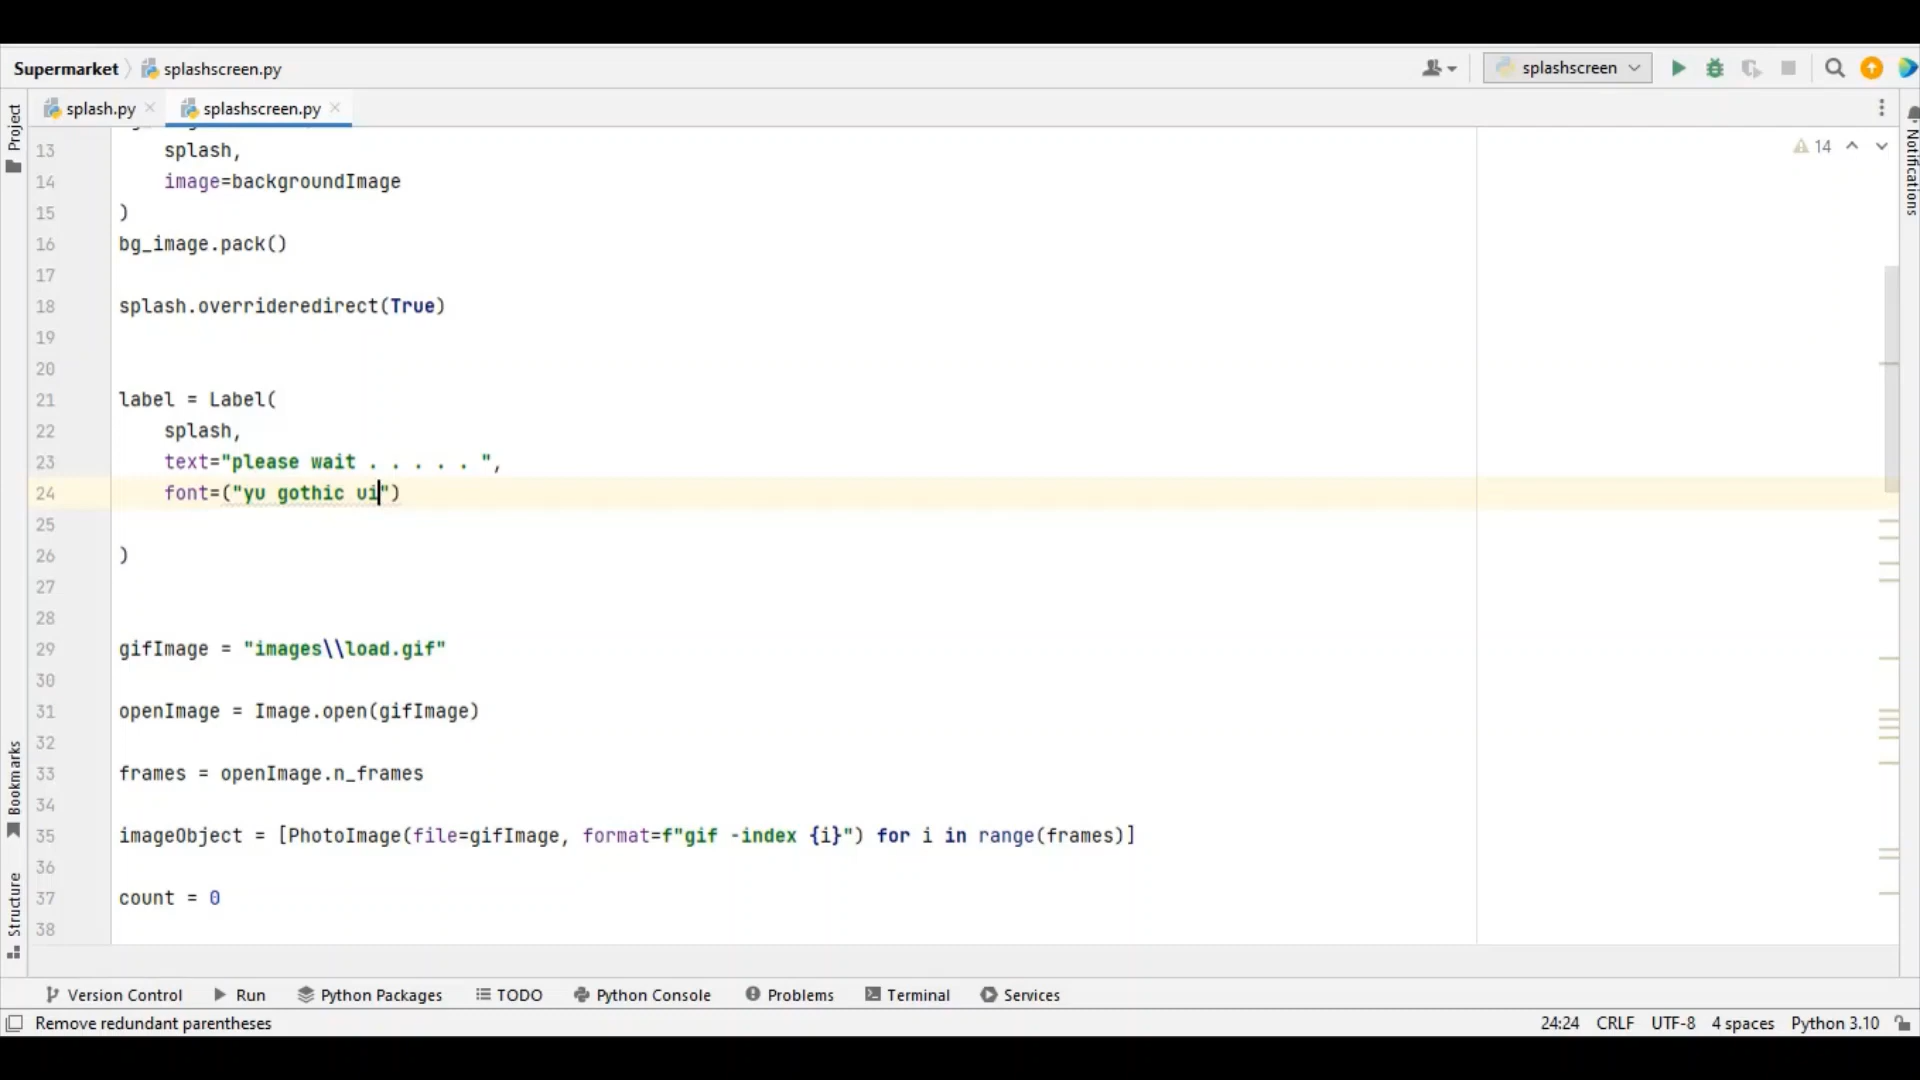 Supermarket splashscreen.py
splashscreen
splash.py splashscreen.py
Project
Notifications
14
13 splash,
14 image=backgroundImage
15 )
16 bg_image.pack()
17
18 splash.overrideredirect(True)
19
20
21 label = Label(
22 splash,
23 text="please wait . . . . . ",
24 font=("yu gothic ui")
25
26 )
27
28
29 gifImage = "images\\load.gif"
30
31 openImage = Image.open(gifImage)
32
33 frames = openImage.n_frames
34
35 imageObject = [PhotoImage(file=gifImage, format=f"gif -index {i}") for i in range(frames)]
36
37 count = 0
38
Bookmarks
Structure
Version Control Run Python Packages TODO Python Console Problems Terminal Services
Remove redundant parentheses 24:24 CRLF UTF-8 4 spaces Python 3.10